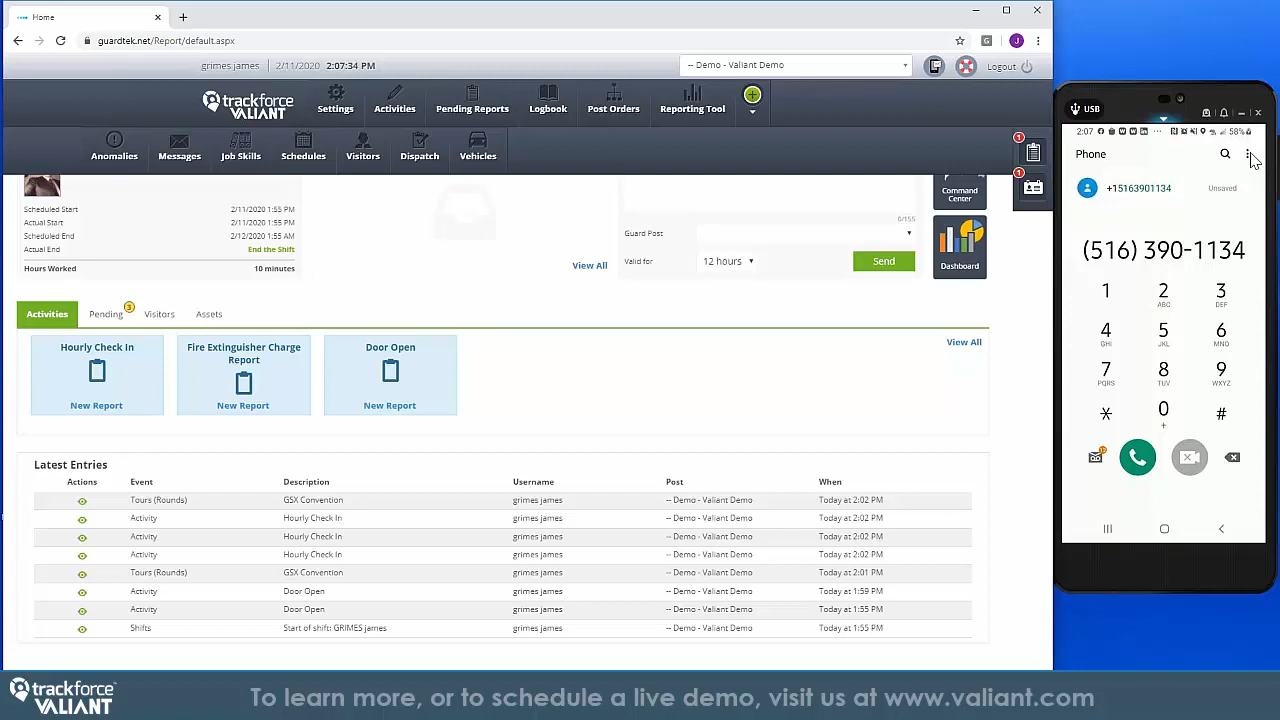 Home
guardtek.net/Report/default.aspx
G
J
grimes.james
2/11/2020 2:07:34 PM
-- Demo - Valiant Demo
Logout
trackforce
VALIANT
Settings
Activities
Pending Reports
Logbook
Post Orders
Reporting Tool
Anomalies
Messages
Job Skills
Schedules
Visitors
Dispatch
Vehicles
1
1
Scheduled Start 2/11/2020 1:55 PM
Actual Start 2/11/2020 1:55 PM
Scheduled End 2/12/2020 1:55 AM
Actual End End the Shift
Hours Worked 10 minutes
View All
0/155
Guard Post
Valid for 12 hours
Send
Command
Center
Dashboard
Activities
Pending 3
Visitors
Assets
Hourly Check In
New Report
Fire Extinguisher Charge
Report
New Report
Door Open
New Report
View All
Latest Entries
Actions Event Description Username Post When
Tours (Rounds) GSX Convention grimes james -- Demo - Valiant Demo Today at 2:02 PM
Activity Hourly Check In grimes james -- Demo - Valiant Demo Today at 2:02 PM
Activity Hourly Check In grimes james -- Demo - Valiant Demo Today at 2:02 PM
Activity Hourly Check In grimes james -- Demo - Valiant Demo Today at 2:02 PM
Tours (Rounds) GSX Convention grimes james -- Demo - Valiant Demo Today at 2:01 PM
Activity Door Open grimes james -- Demo - Valiant Demo Today at 1:59 PM
Activity Door Open grimes james -- Demo - Valiant Demo Today at 1:55 PM
Shifts Start of shift: GRIMES james grimes james -- Demo - Valiant Demo Today at 1:55 PM
USB
2:07
58%
Phone
+15163901134 Unsaved
(516) 390-1134
1 2 3
ABC DEF
4 5 6
GHI JKL MNO
7 8 9
PQRS TUV WXYZ
* 0 #
+
trackforce
VALIANT
To learn more, or to schedule a live demo, visit us at www.valiant.com